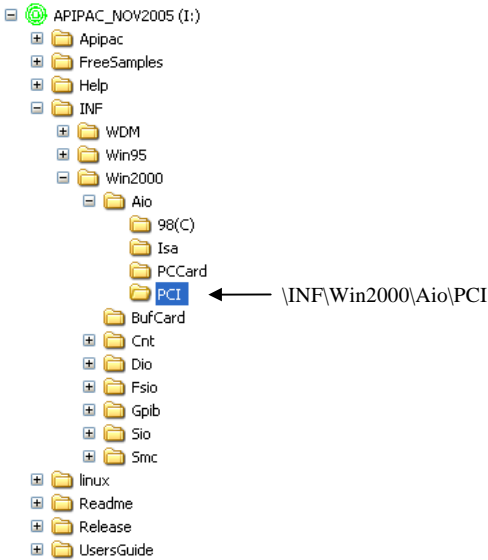 APIPAC_NOV2005 (I:)
Apipac
FreeSamples
Help
INF
WDM
Win95
Win2000
Aio
98(C)
Isa
PCCard
PCI
\INF\Win2000\Aio\PCI
BufCard
Cnt
Dio
Fsio
Gpib
Sio
Smc
linux
Readme
Release
UsersGuide